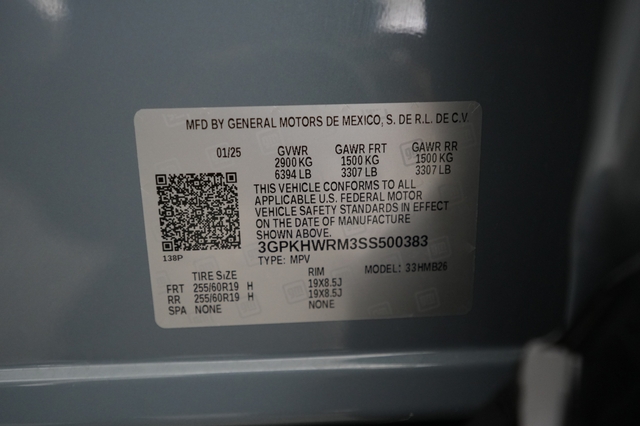 MFD BY GENERAL MOTORS DE MEXICO, S. DE R.L. DE C.V.
01/25 GVWR GAWR FRT GAWR RR
2900 KG 1500 KG 1500 KG
6394 LB 3307 LB 3307 LB
THIS VEHICLE CONFORMS TO ALL
APPLICABLE U.S. FEDERAL MOTOR
VEHICLE SAFETY STANDARDS IN EFFECT
ON THE DATE OF MANUFACTURE
SHOWN ABOVE.
138P
3GPKHWRM3SS500383
TYPE: MPV MODEL: 33HMB26
TIRE SIZE RIM
FRT 255/60R19 H 19X8.5J
RR 255/60R19 H 19X8.5J
SPA NONE NONE